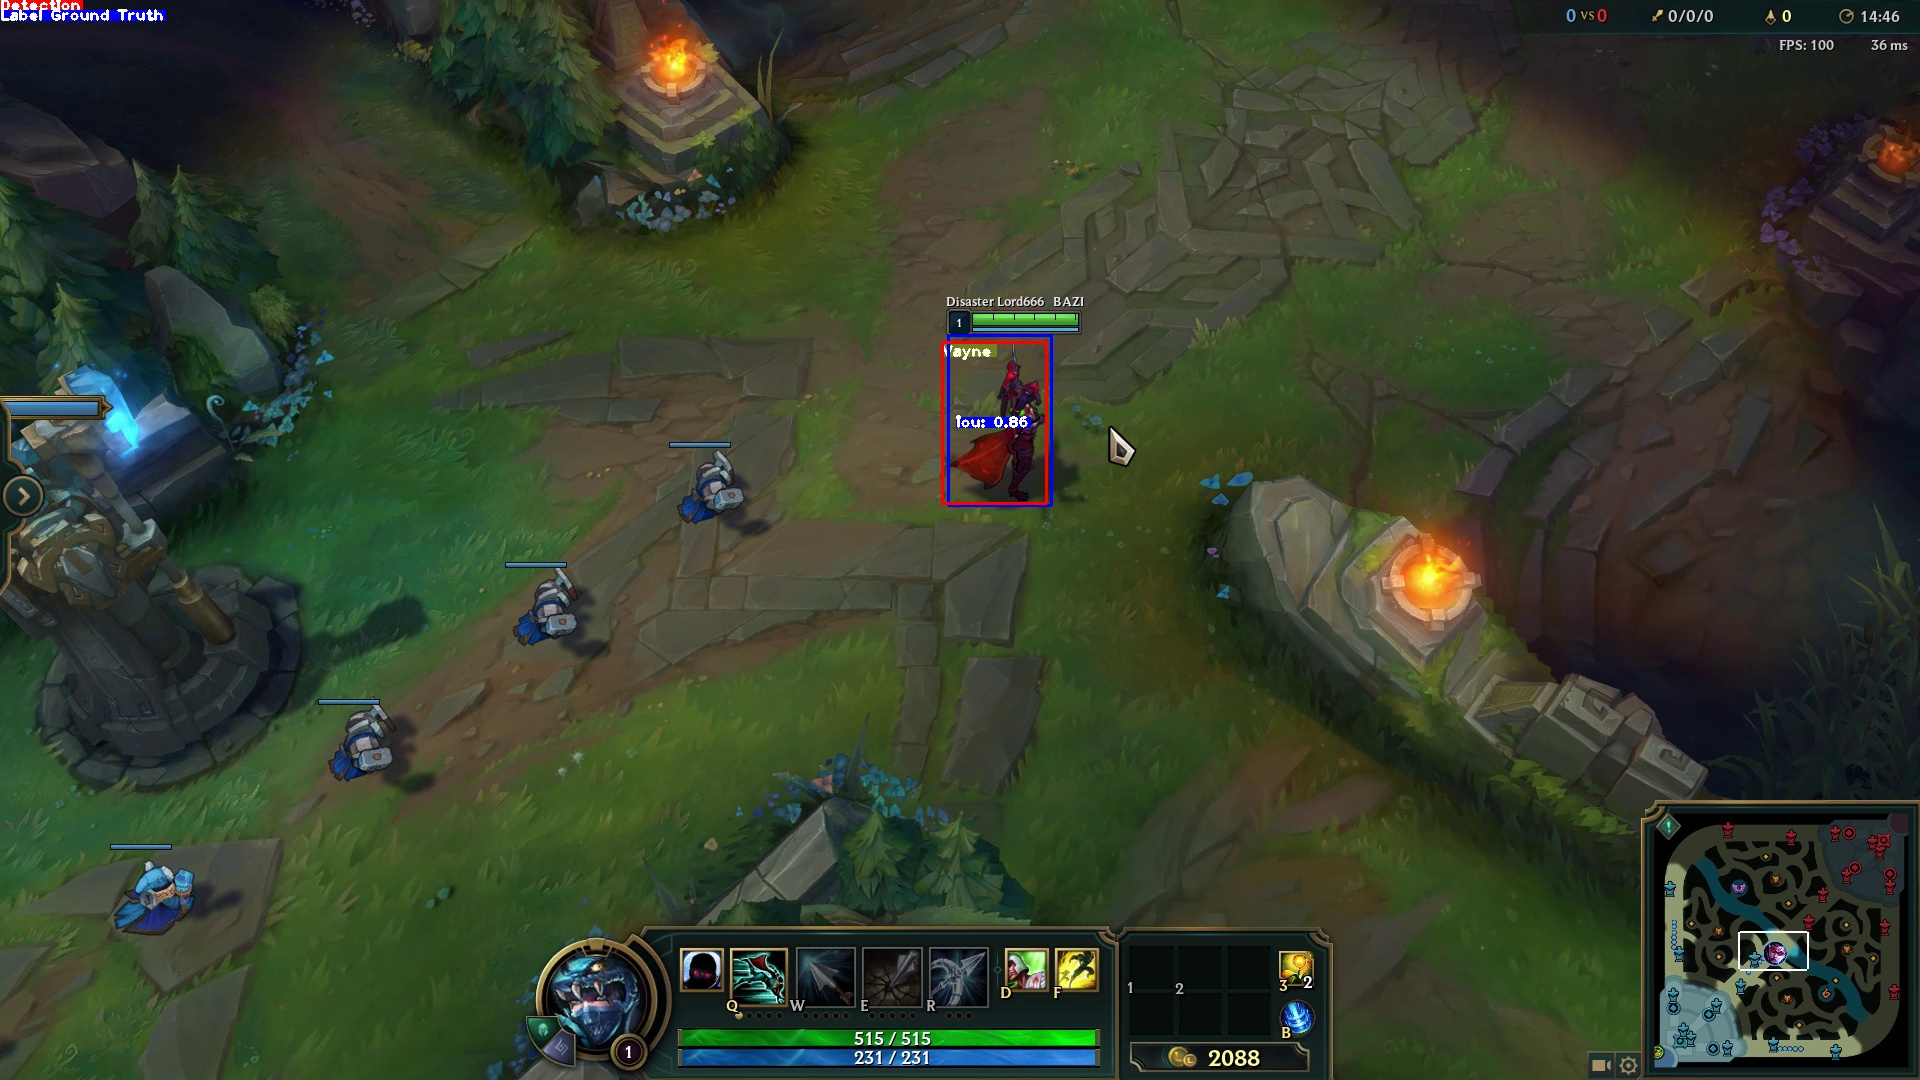 Detection
Label Ground Truth
0 VS 0
0/0/0
0
14:46
FPS: 100
36 ms
Disaster Lord666 BAZI
1
Vayne
Iou: 0.86
Q
W
E
R
D
F
1
2
3
2
B
515 / 515
231 / 231
1
2088